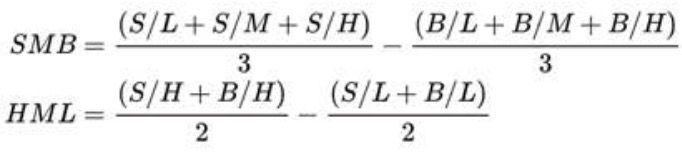 SMB = (S/L + S/M + S/H) / 3 − (B/L + B/M + B/H) / 3
HML = (S/H + B/H) / 2 − (S/L + B/L) / 2